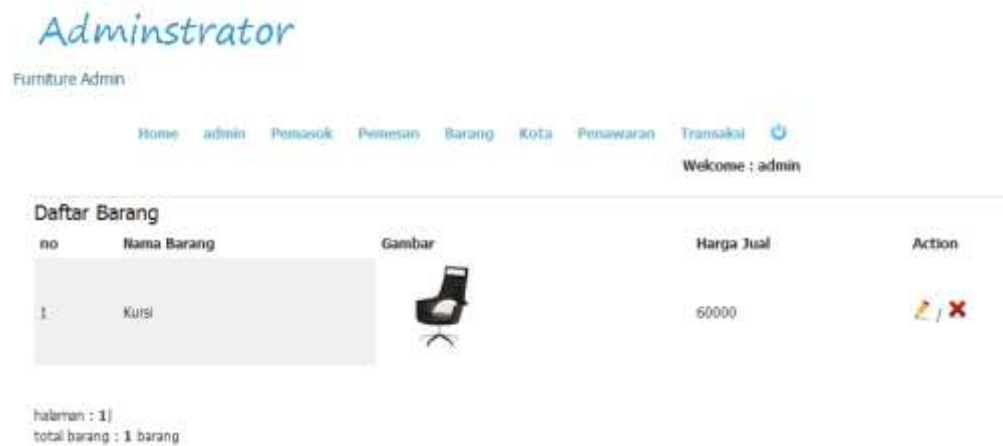 Adminstrator
Furniture Admin
Home admin Pemasok Pemesan Barang Kota Penawaran Transaksi
Welcome : admin
Daftar Barang
no Nama Barang Gambar Harga Jual Action
1 Kursi 60000 /
halaman : 1|
total barang : 1 barang